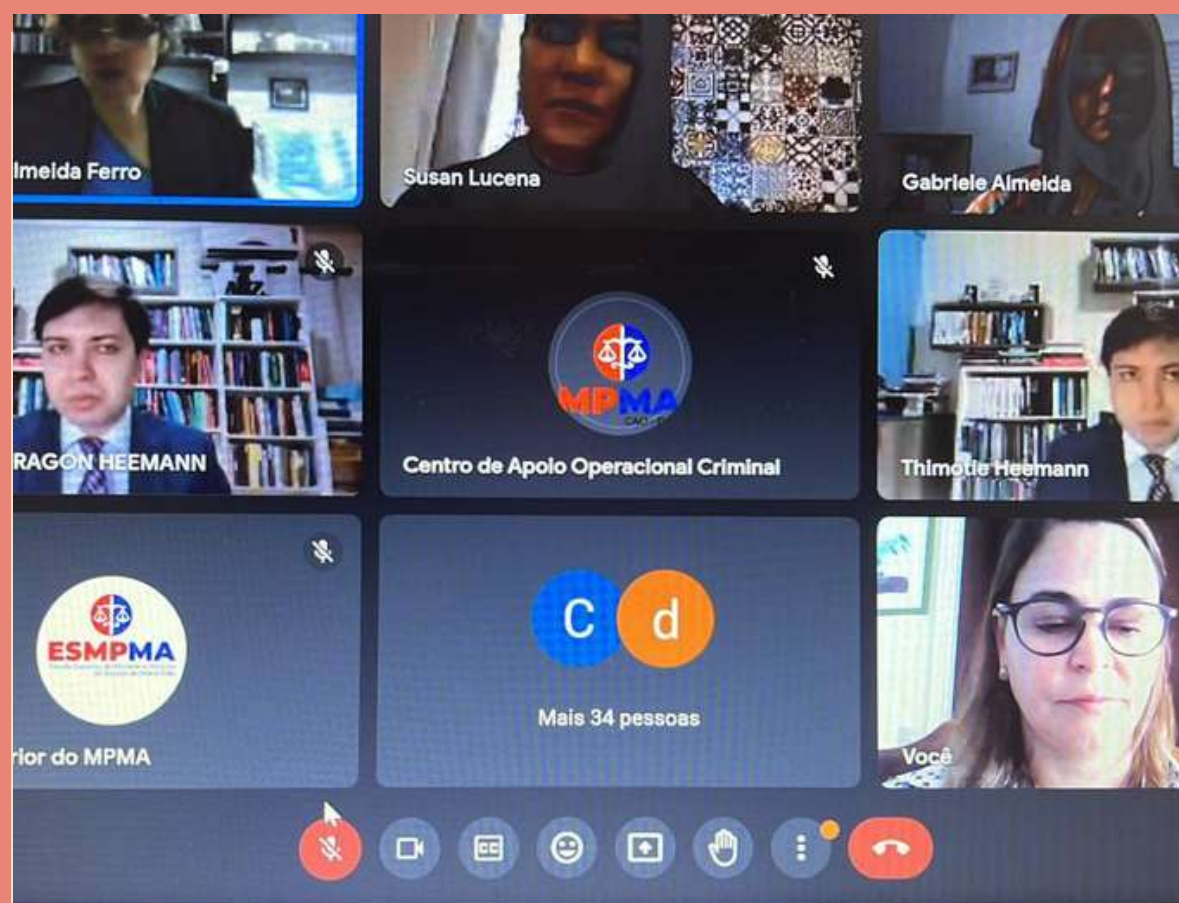 lmeida Ferro
Susan Lucena
Gabriele Almeida
RAGON HEEMANN
MPMA
Centro de Apoio Operacional Criminal
Thimotie Heemann
ESMPMA
rior do MPMA
C d
Mais 34 pessoas
Você
CC